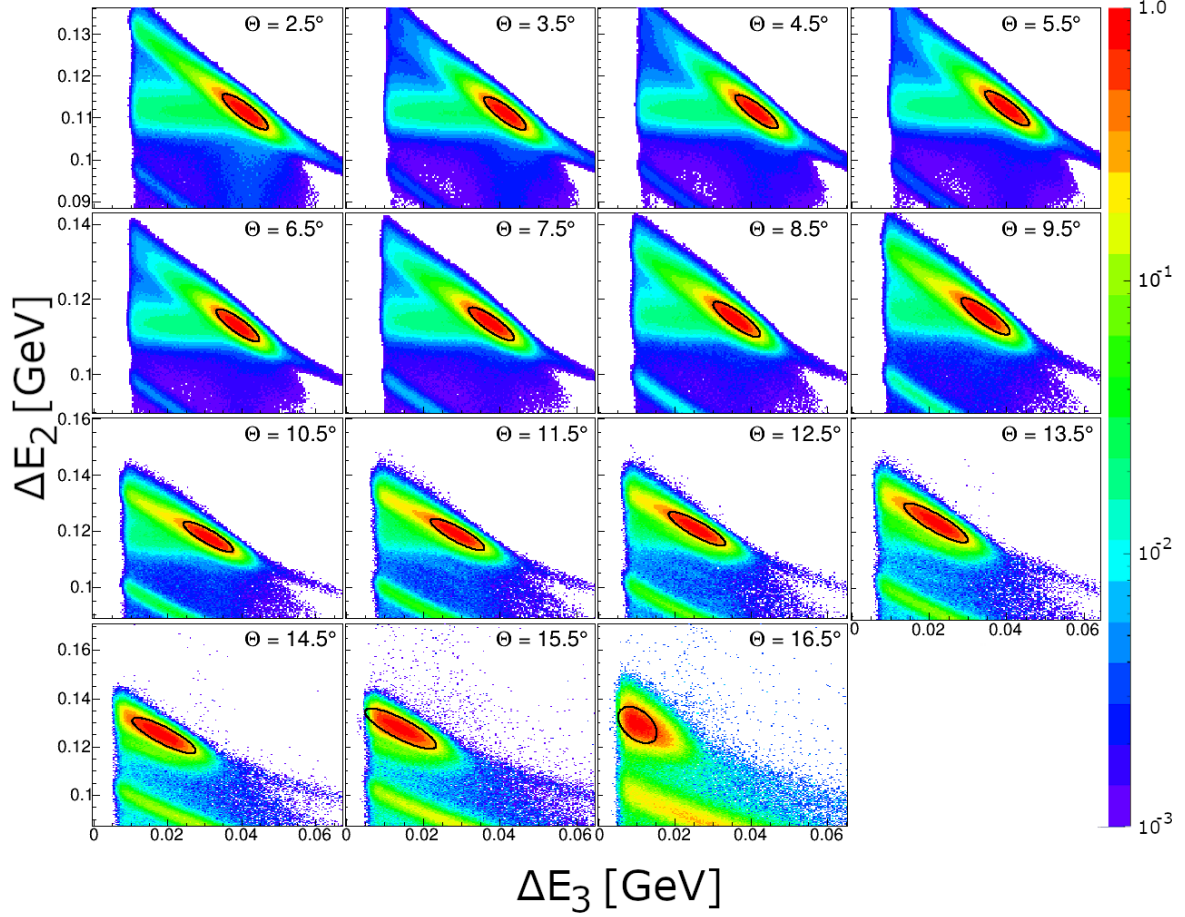 Θ = 2.5°
Θ = 3.5°
Θ = 4.5°
Θ = 5.5°
1.0
0.13
0.12
0.11
0.1
0.09
Θ = 6.5°
Θ = 7.5°
Θ = 8.5°
Θ = 9.5°
0.14
0.12
0.1
10⁻¹
ΔE₂ [GeV]
Θ = 10.5°
Θ = 11.5°
Θ = 12.5°
Θ = 13.5°
0.16
0.14
0.12
0.1
10⁻²
0.02
0.04
0.06
Θ = 14.5°
Θ = 15.5°
Θ = 16.5°
0.16
0.14
0.12
0.1
10⁻³
0
0.02
0.04
0.06
0
0.02
0.04
0.06
0
0.02
0.04
0.06
ΔE₃ [GeV]